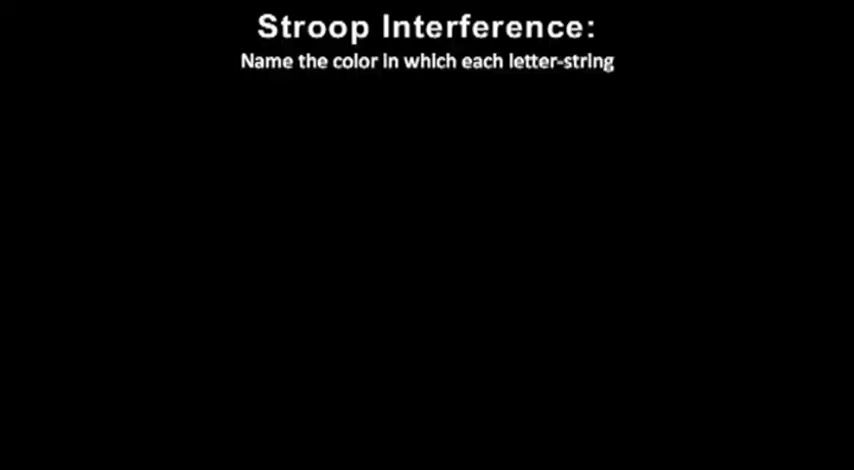 Stroop Interference:
Name the color in which each letter-string